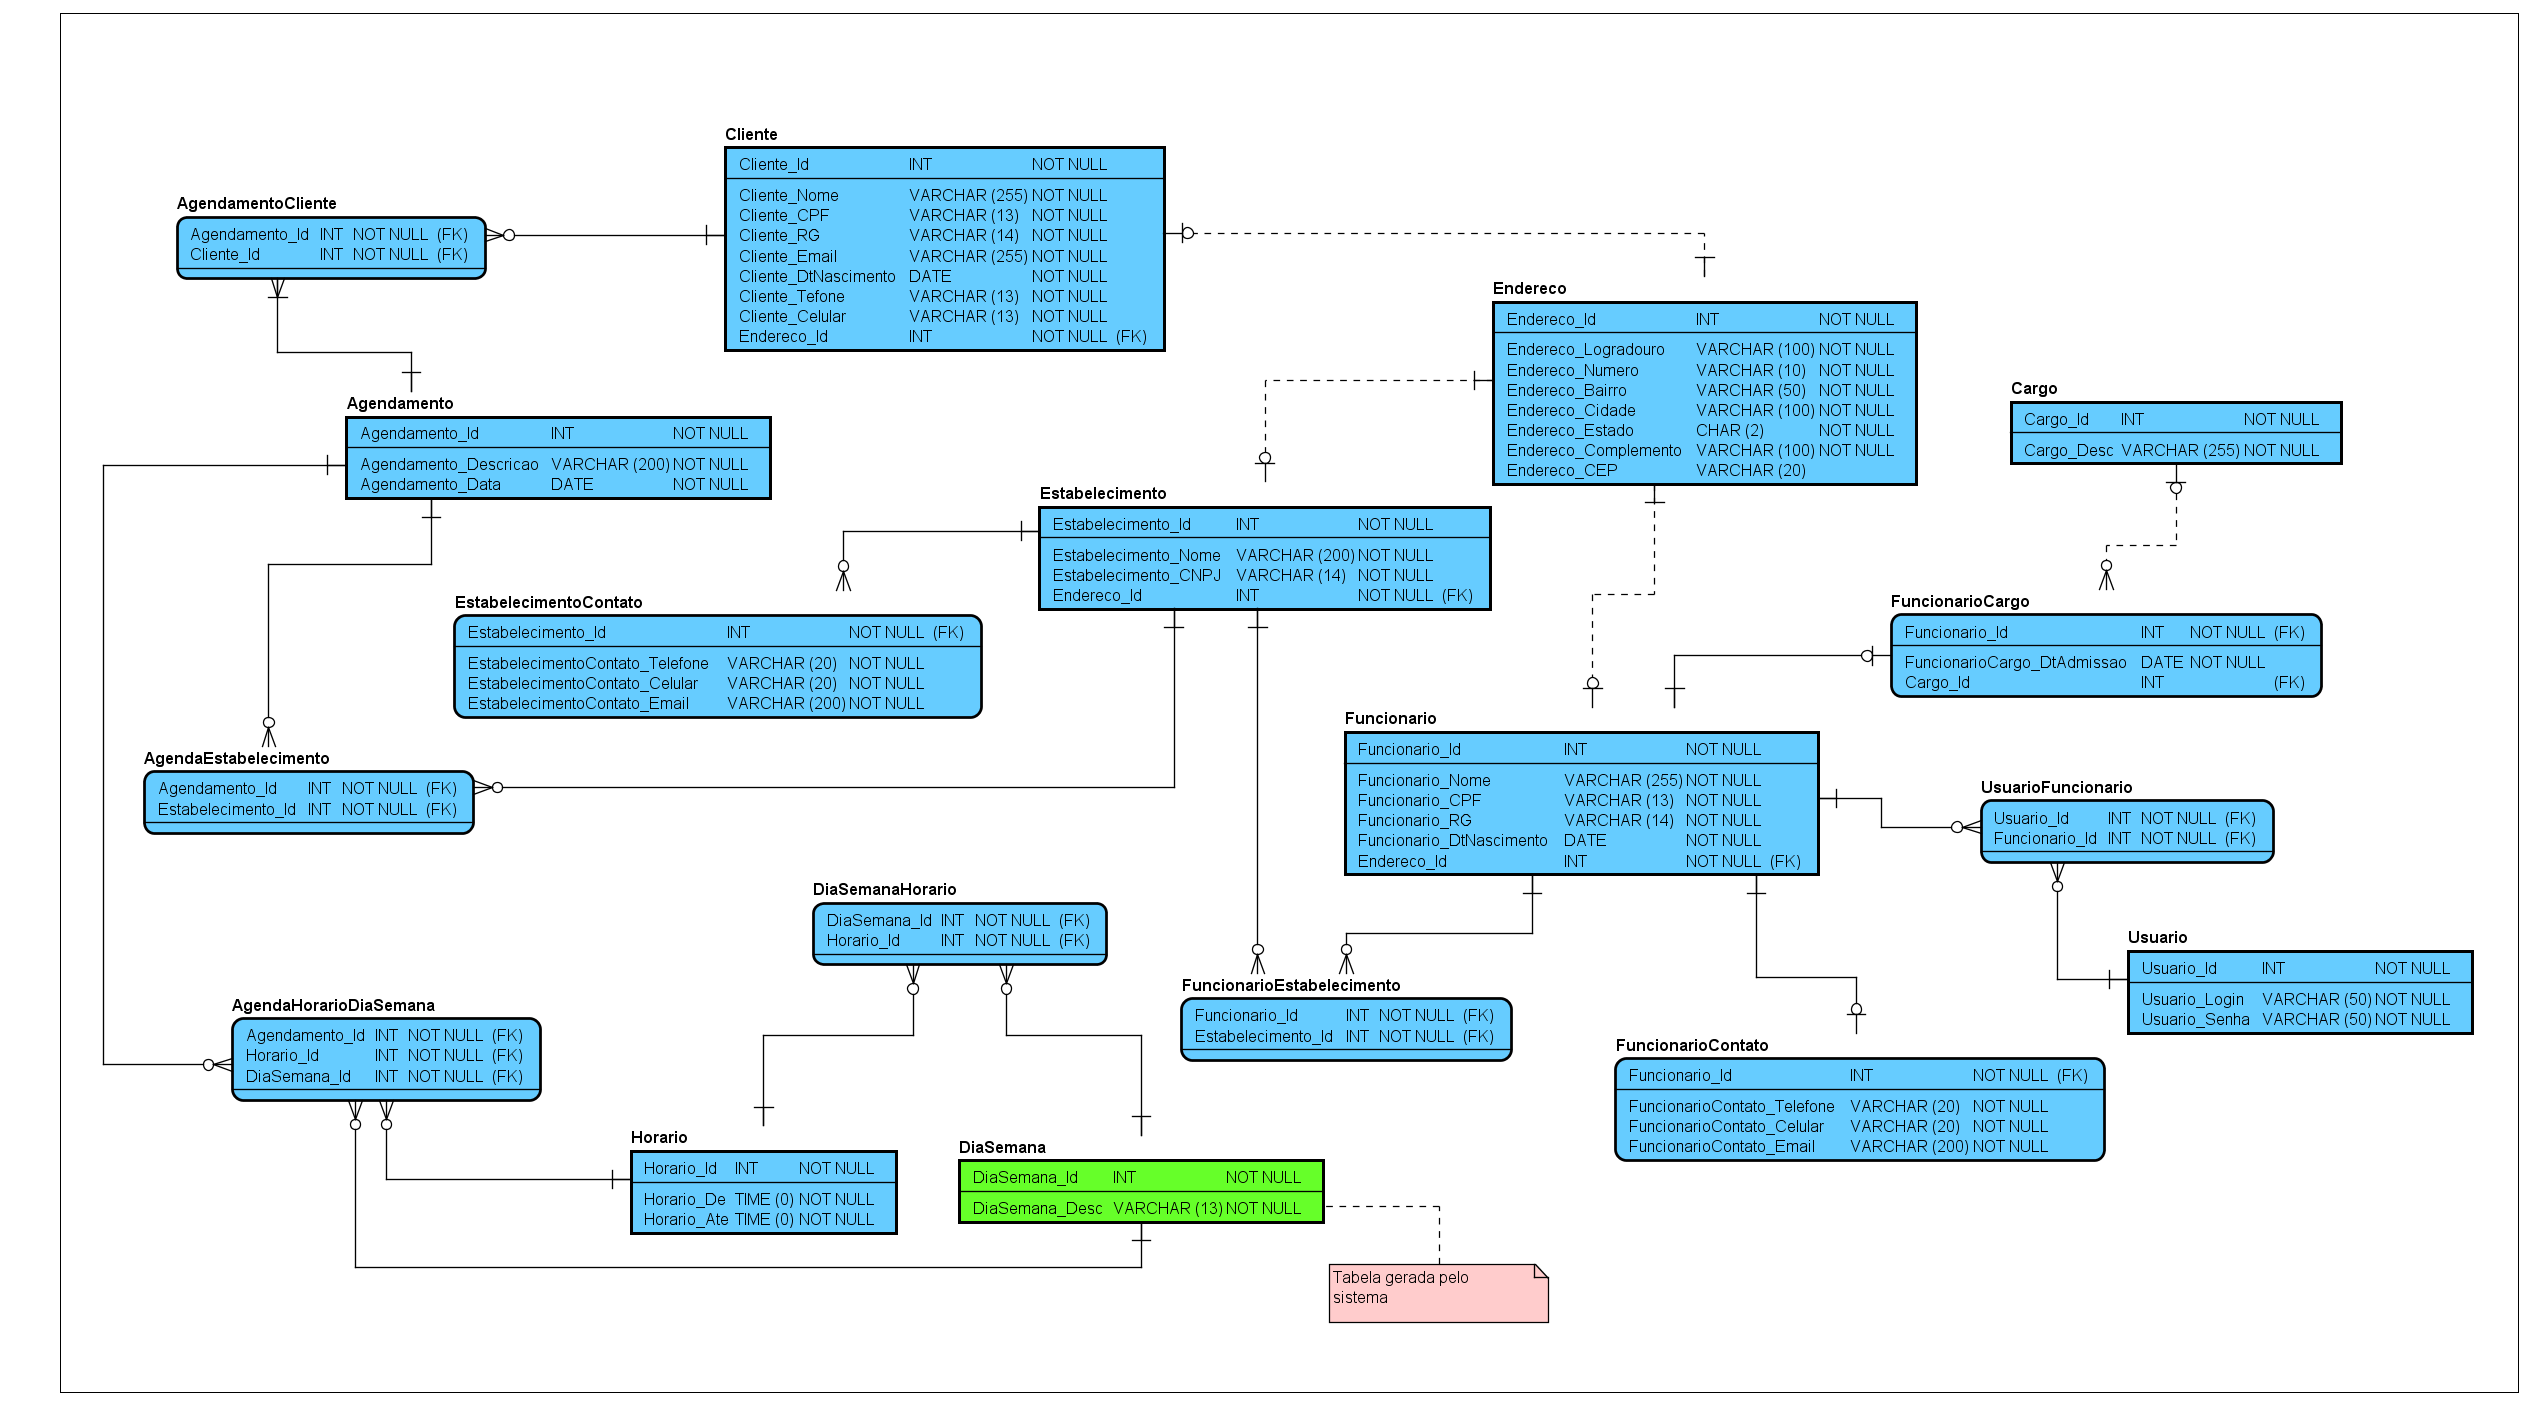 Cliente
Cliente_Id INT NOT NULL
Cliente_Nome VARCHAR (255) NOT NULL
Cliente_CPF VARCHAR (13) NOT NULL
Cliente_RG VARCHAR (14) NOT NULL
Cliente_Email VARCHAR (255) NOT NULL
Cliente_DtNascimento DATE NOT NULL
Cliente_Tefone VARCHAR (13) NOT NULL
Cliente_Celular VARCHAR (13) NOT NULL
Endereco_Id INT NOT NULL (FK)
AgendamentoCliente
Agendamento_Id INT NOT NULL (FK)
Cliente_Id INT NOT NULL (FK)
Endereco
Endereco_Id INT NOT NULL
Endereco_Logradouro VARCHAR (100) NOT NULL
Endereco_Numero VARCHAR (10) NOT NULL
Endereco_Bairro VARCHAR (50) NOT NULL
Endereco_Cidade VARCHAR (100) NOT NULL
Endereco_Estado CHAR (2) NOT NULL
Endereco_Complemento VARCHAR (100) NOT NULL
Endereco_CEP VARCHAR (20)
Cargo
Cargo_Id INT NOT NULL
Cargo_Desc VARCHAR (255) NOT NULL
Agendamento
Agendamento_Id INT NOT NULL
Agendamento_Descricao VARCHAR (200) NOT NULL
Agendamento_Data DATE NOT NULL
Estabelecimento
Estabelecimento_Id INT NOT NULL
Estabelecimento_Nome VARCHAR (200) NOT NULL
Estabelecimento_CNPJ VARCHAR (14) NOT NULL
Endereco_Id INT NOT NULL (FK)
EstabelecimentoContato
Estabelecimento_Id INT NOT NULL (FK)
EstabelecimentoContato_Telefone VARCHAR (20) NOT NULL
EstabelecimentoContato_Celular VARCHAR (20) NOT NULL
EstabelecimentoContato_Email VARCHAR (200) NOT NULL
FuncionarioCargo
Funcionario_Id INT NOT NULL (FK)
FuncionarioCargo_DtAdmissao DATE NOT NULL
Cargo_Id INT (FK)
Funcionario
Funcionario_Id INT NOT NULL
Funcionario_Nome VARCHAR (255) NOT NULL
Funcionario_CPF VARCHAR (13) NOT NULL
Funcionario_RG VARCHAR (14) NOT NULL
Funcionario_DtNascimento DATE NOT NULL
Endereco_Id INT NOT NULL (FK)
AgendaEstabelecimento
Agendamento_Id INT NOT NULL (FK)
Estabelecimento_Id INT NOT NULL (FK)
UsuarioFuncionario
Usuario_Id INT NOT NULL (FK)
Funcionario_Id INT NOT NULL (FK)
DiaSemanaHorario
DiaSemana_Id INT NOT NULL (FK)
Horario_Id INT NOT NULL (FK)
Usuario
Usuario_Id INT NOT NULL
Usuario_Login VARCHAR (50) NOT NULL
Usuario_Senha VARCHAR (50) NOT NULL
FuncionarioEstabelecimento
Funcionario_Id INT NOT NULL (FK)
Estabelecimento_Id INT NOT NULL (FK)
AgendaHorarioDiaSemana
Agendamento_Id INT NOT NULL (FK)
Horario_Id INT NOT NULL (FK)
DiaSemana_Id INT NOT NULL (FK)
FuncionarioContato
Funcionario_Id INT NOT NULL (FK)
FuncionarioContato_Telefone VARCHAR (20) NOT NULL
FuncionarioContato_Celular VARCHAR (20) NOT NULL
FuncionarioContato_Email VARCHAR (200) NOT NULL
Horario
Horario_Id INT NOT NULL
Horario_De TIME (0) NOT NULL
Horario_Ate TIME (0) NOT NULL
DiaSemana
DiaSemana_Id INT NOT NULL
DiaSemana_Desc VARCHAR (13) NOT NULL
Tabela gerada pelo
sistema